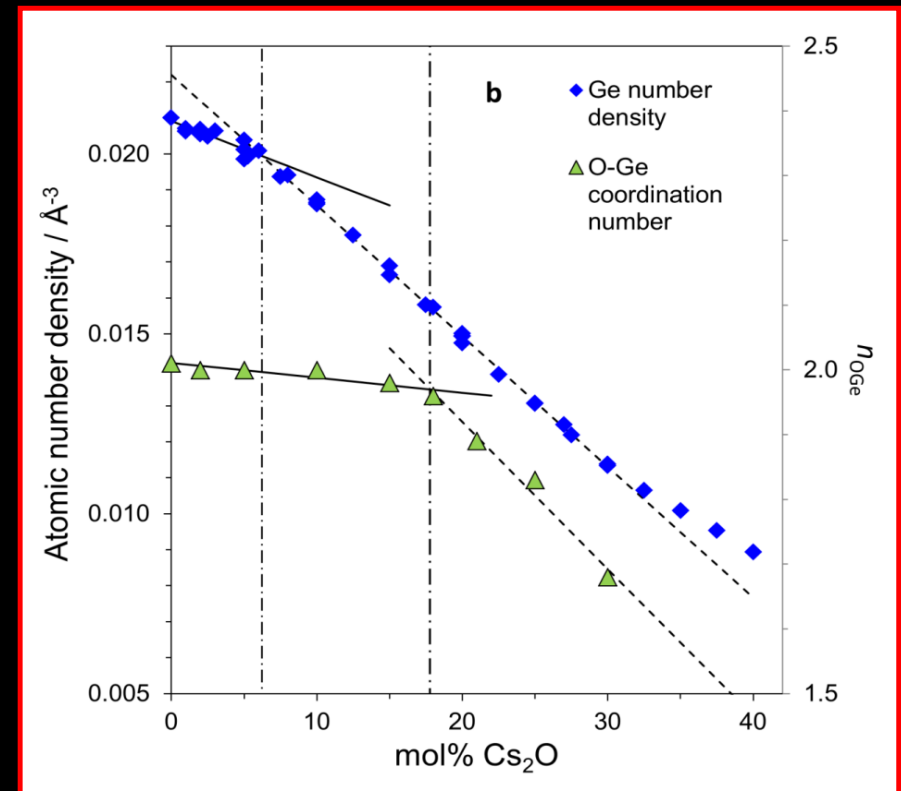 b
Ge number
density
O-Ge
coordination
number
Atomic number density / Å⁻³
0.020
0.015
0.010
0.005
2.5
2.0
1.5
nOGe
0 10 20 30 40
mol% Cs₂O